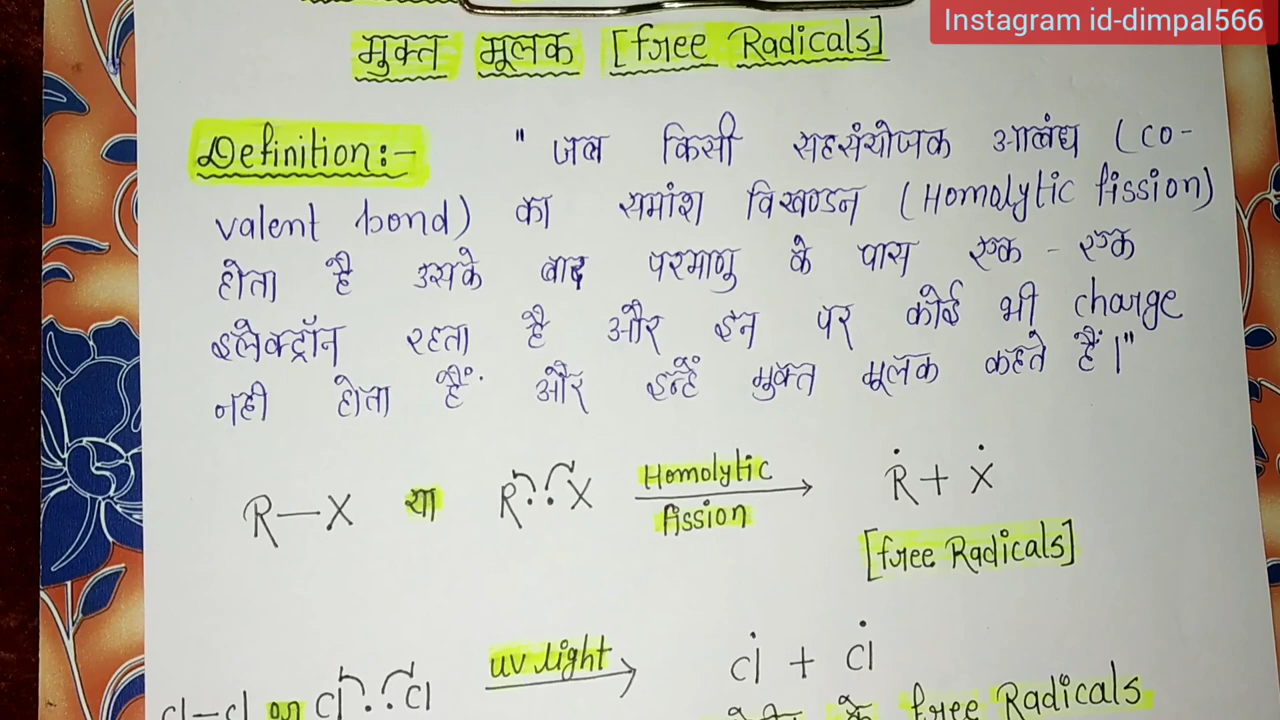 Instagram id-dimpal566
मुक्त मूलक [free Radicals]
Definition:- " जब किसी सहसंयोजक आबंध (co-
valent bond) का समांश विखण्डन (Homolytic fission)
होता है उसके बाद परमाणु के पास एक - एक
इलेक्ट्रॉन रहता है और इन पर कोई भी charge
नही होता है। और इन्हें मुक्त मूलक कहते हैं।"
R—X या R··X Homolytic fission → Ṙ + Ẋ
[free Radicals]
Cl—Cl or Cl··Cl uv light → Cl̇ + Cl̇
के free Radicals